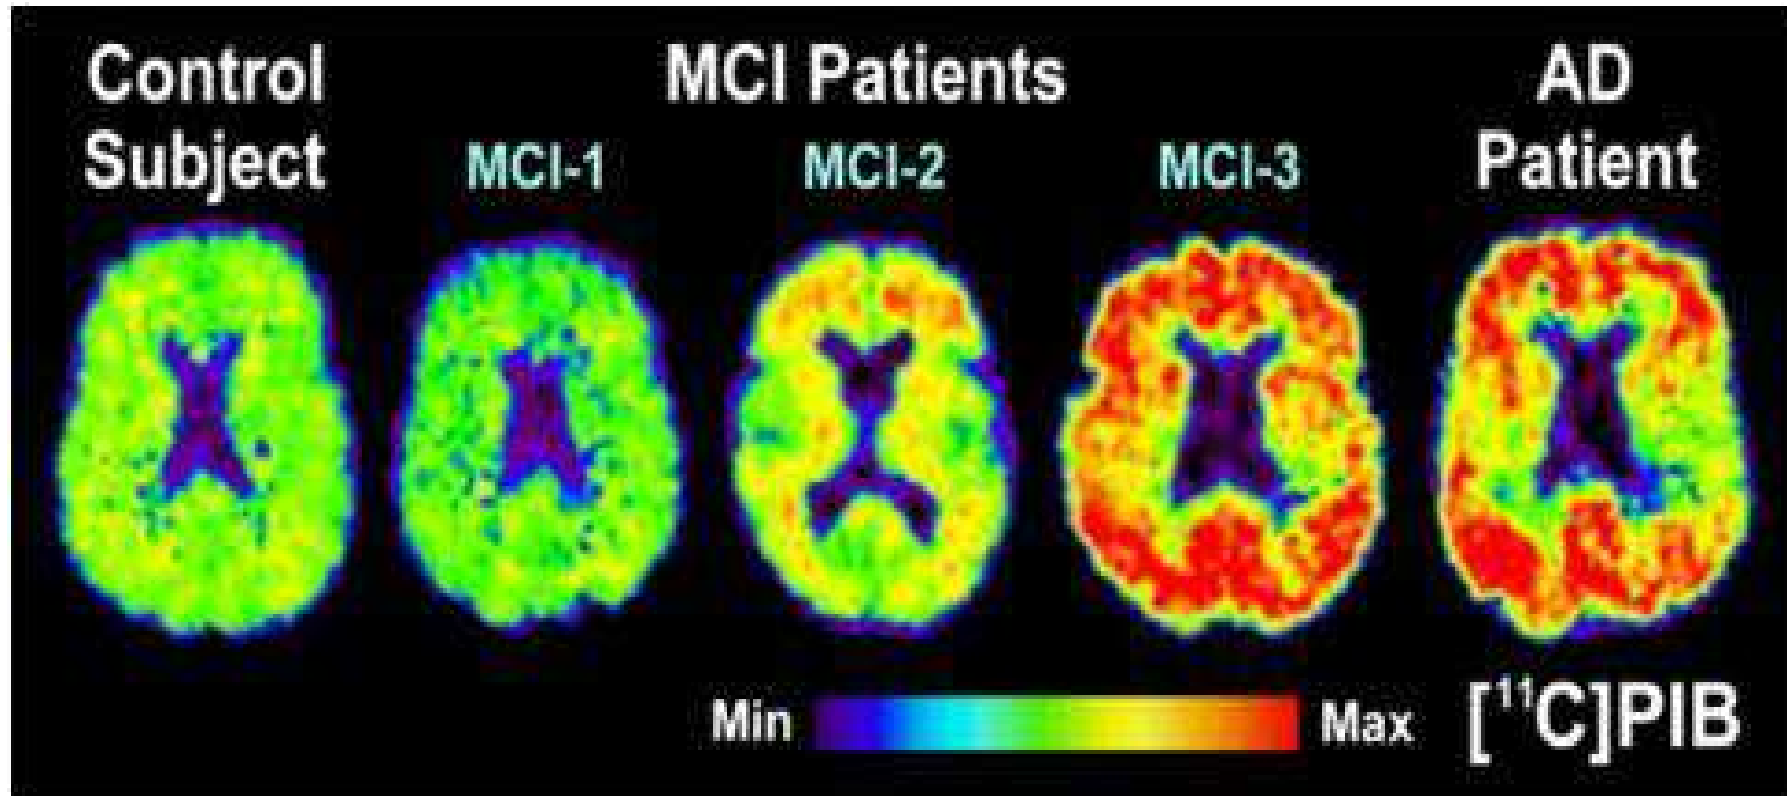 Control
Subject
MCI Patients
MCI-1
MCI-2
MCI-3
AD
Patient
Min
Max
[¹¹C]PIB